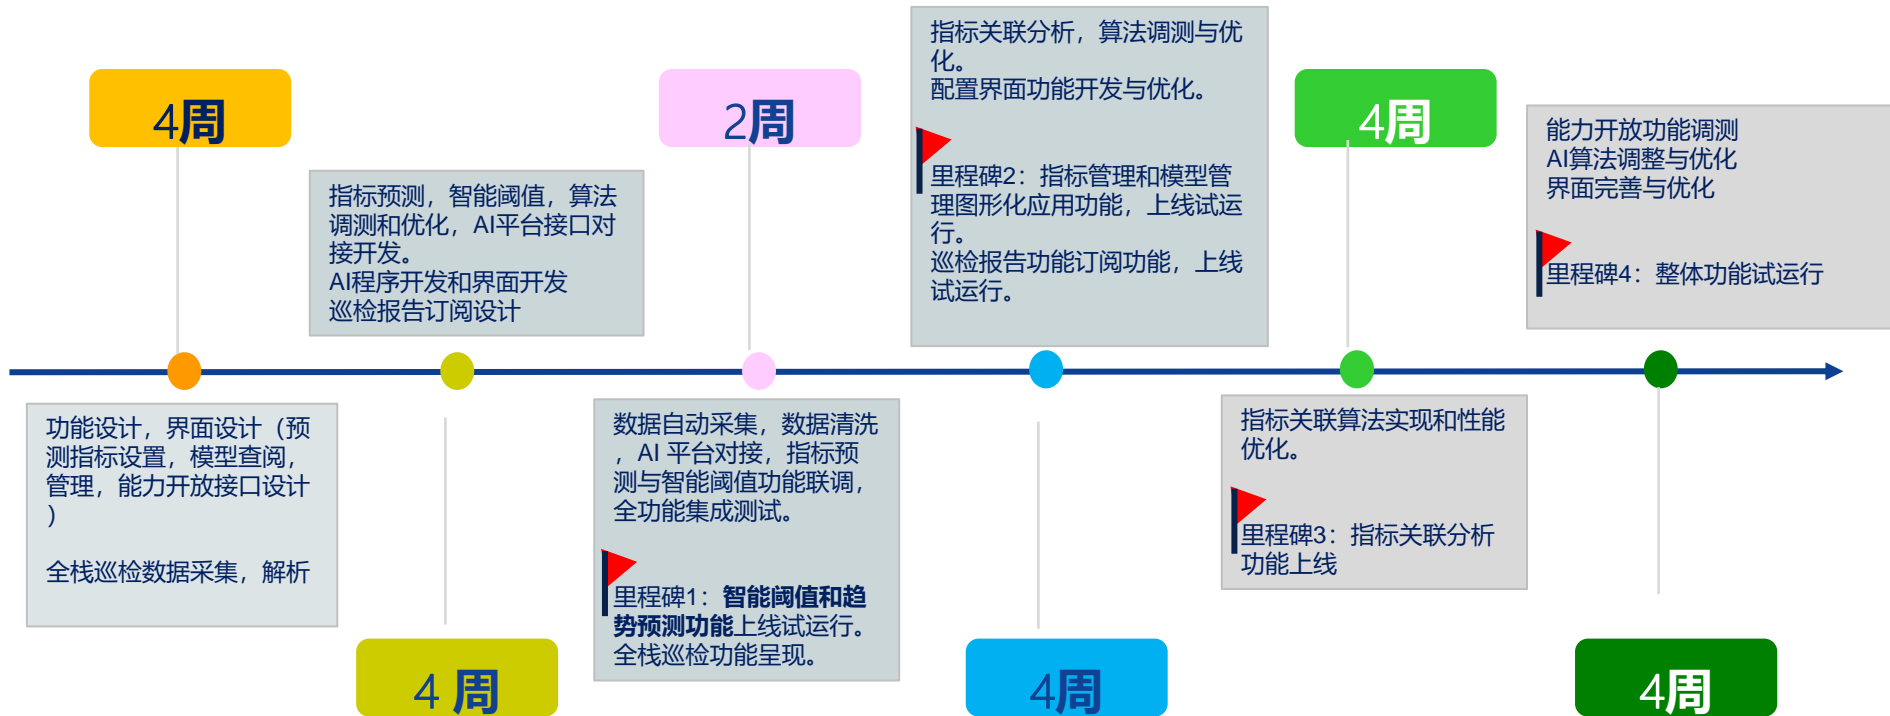 4周
功能设计，界面设计（预
测指标设置，模型查阅，
管理，能力开放接口设计
）
全栈巡检数据采集，解析
指标预测，智能阈值，算法
调测和优化，AI平台接口对
接开发。
AI程序开发和界面开发
巡检报告订阅设计
4 周
2周
数据自动采集，数据清洗
，AI 平台对接，指标预
测与智能阈值功能联调，
全功能集成测试。
里程碑1：智能阈值和趋
势预测功能上线试运行。
全栈巡检功能呈现。
指标关联分析，算法调测与优
化。
配置界面功能开发与优化。
里程碑2：指标管理和模型管
理图形化应用功能，上线试运
行。
巡检报告功能订阅功能，上线
试运行。
4周
4周
指标关联算法实现和性能
优化。
里程碑3：指标关联分析
功能上线
能力开放功能调测
AI算法调整与优化
界面完善与优化
里程碑4：整体功能试运行
4周